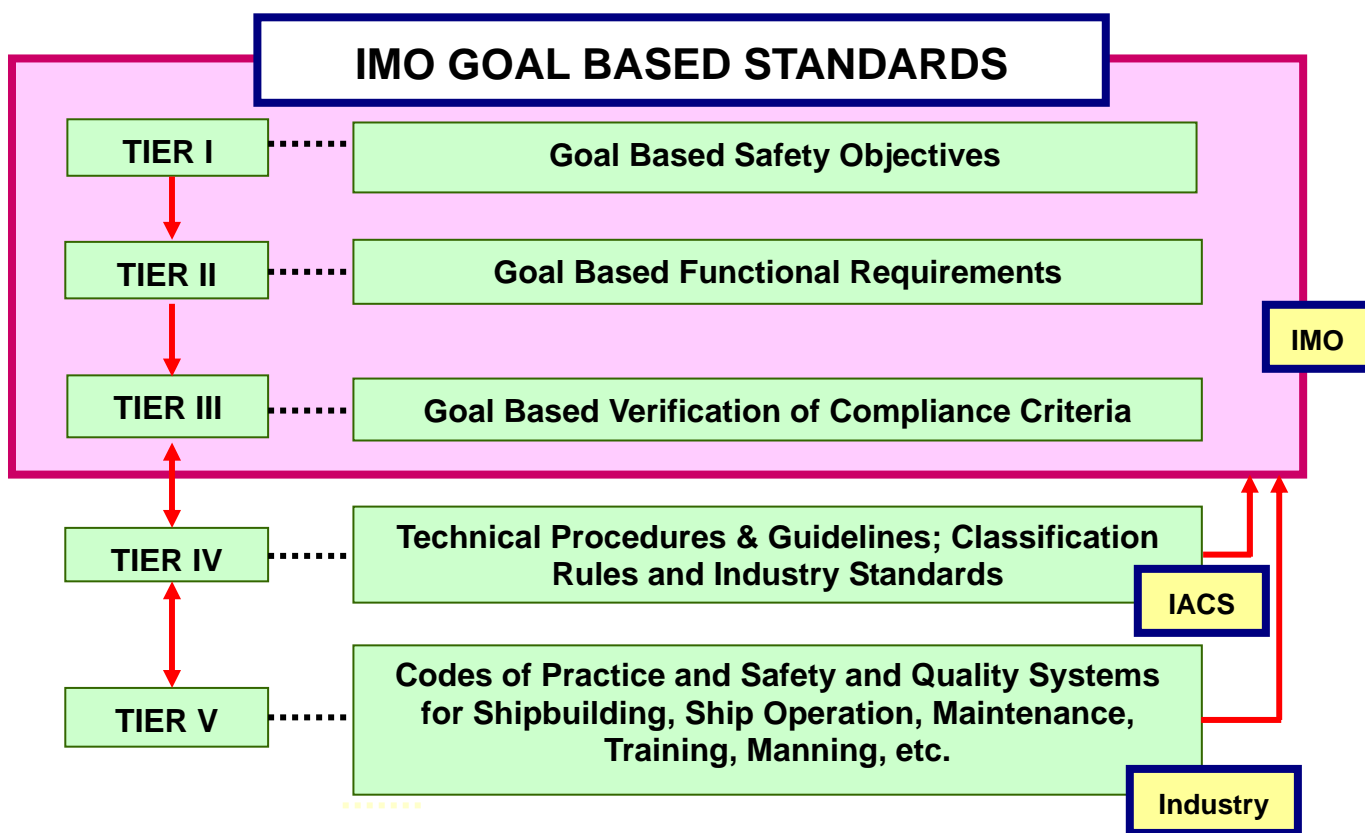 IMO GOAL BASED STANDARDS
TIER I
Goal Based Safety Objectives
TIER II
Goal Based Functional Requirements
IMO
TIER III
Goal Based Verification of Compliance Criteria
TIER IV
Technical Procedures & Guidelines; Classification
Rules and Industry Standards
IACS
TIER V
Codes of Practice and Safety and Quality Systems
for Shipbuilding, Ship Operation, Maintenance,
Training, Manning, etc.
Industry